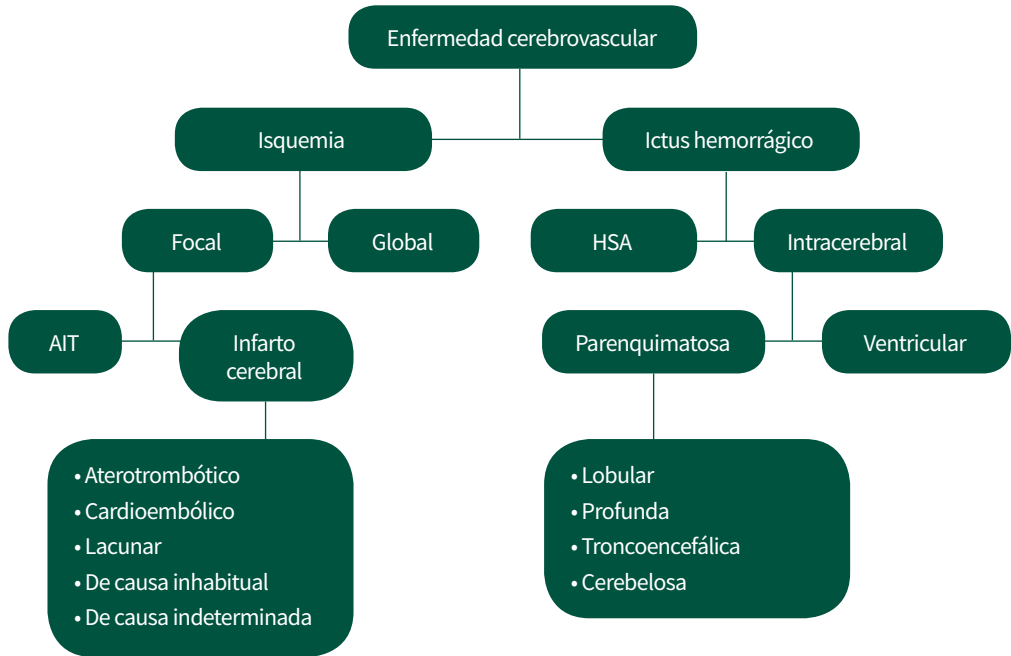 Enfermedad cerebrovascular
Isquemia
Ictus hemorrágico
Focal
Global
HSA
Intracerebral
AIT
Infarto
cerebral
Parenquimatosa
Ventricular
• Aterotrombótico
• Cardioembólico
• Lacunar
• De causa inhabitual
• De causa indeterminada
• Lobular
• Profunda
• Troncoencefálica
• Cerebelosa